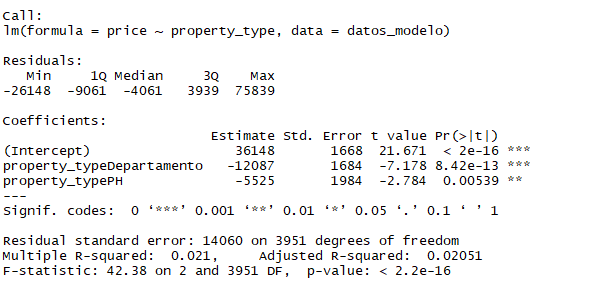 Call:
lm(formula = price ~ property_type, data = datos_modelo)

Residuals:
   Min     1Q Median     3Q    Max
-26148  -9061  -4061   3939  75839

Coefficients:
                          Estimate Std. Error t value Pr(>|t|)
(Intercept)                  36148       1668  21.671  < 2e-16 ***
property_typeDepartamento   -12087       1684  -7.178 8.42e-13 ***
property_typePH              -5525       1984  -2.784  0.00539 **
---
Signif. codes:  0 ‘***’ 0.001 ‘**’ 0.01 ‘*’ 0.05 ‘.’ 0.1 ‘ ’ 1

Residual standard error: 14060 on 3951 degrees of freedom
Multiple R-squared:  0.021,     Adjusted R-squared:  0.02051
F-statistic: 42.38 on 2 and 3951 DF,  p-value: < 2.2e-16